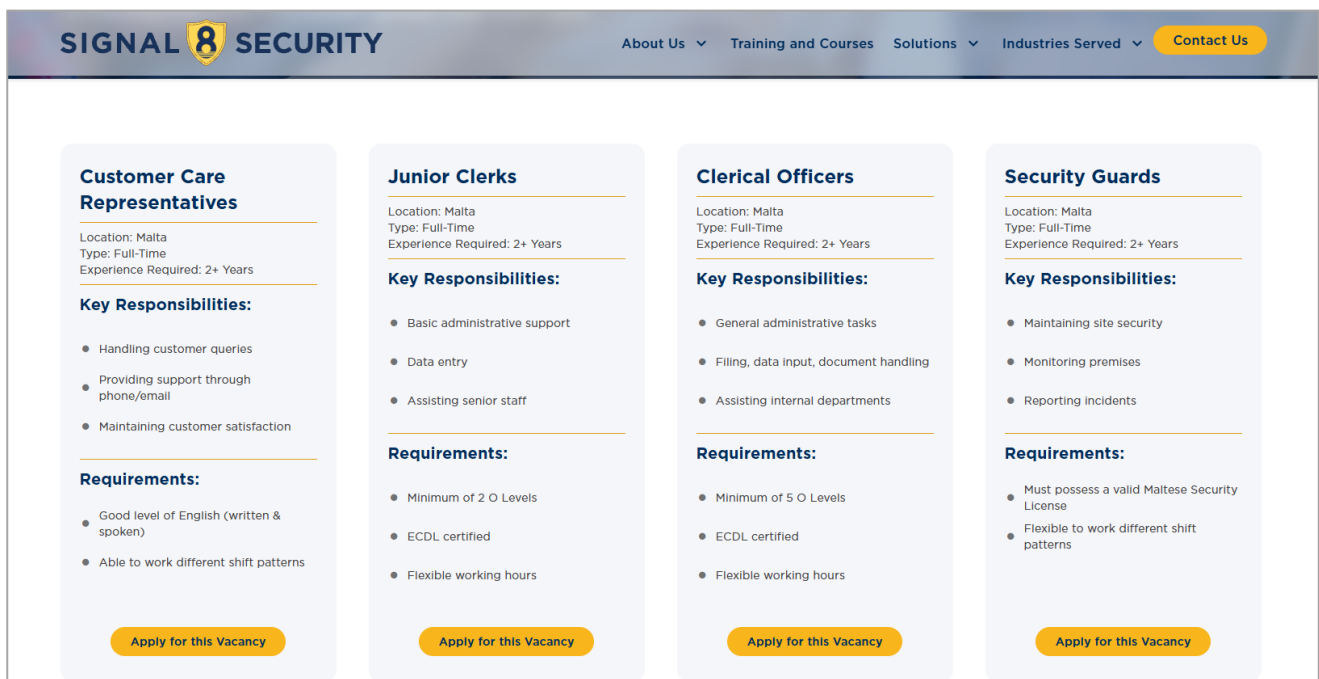 SIGNAL 8 SECURITY
About Us
Training and Courses
Solutions
Industries Served
Contact Us
Customer Care
Representatives
Location: Malta
Type: Full-Time
Experience Required: 2+ Years
Key Responsibilities:
Handling customer queries
Providing support through
phone/email
Maintaining customer satisfaction
Requirements:
Good level of English (written &
spoken)
Able to work different shift patterns
Apply for this Vacancy
Junior Clerks
Location: Malta
Type: Full-Time
Experience Required: 2+ Years
Key Responsibilities:
Basic administrative support
Data entry
Assisting senior staff
Requirements:
Minimum of 2 O Levels
ECDL certified
Flexible working hours
Apply for this Vacancy
Clerical Officers
Location: Malta
Type: Full-Time
Experience Required: 2+ Years
Key Responsibilities:
General administrative tasks
Filing, data input, document handling
Assisting internal departments
Requirements:
Minimum of 5 O Levels
ECDL certified
Flexible working hours
Apply for this Vacancy
Security Guards
Location: Malta
Type: Full-Time
Experience Required: 2+ Years
Key Responsibilities:
Maintaining site security
Monitoring premises
Reporting incidents
Requirements:
Must possess a valid Maltese Security
License
Flexible to work different shift
patterns
Apply for this Vacancy